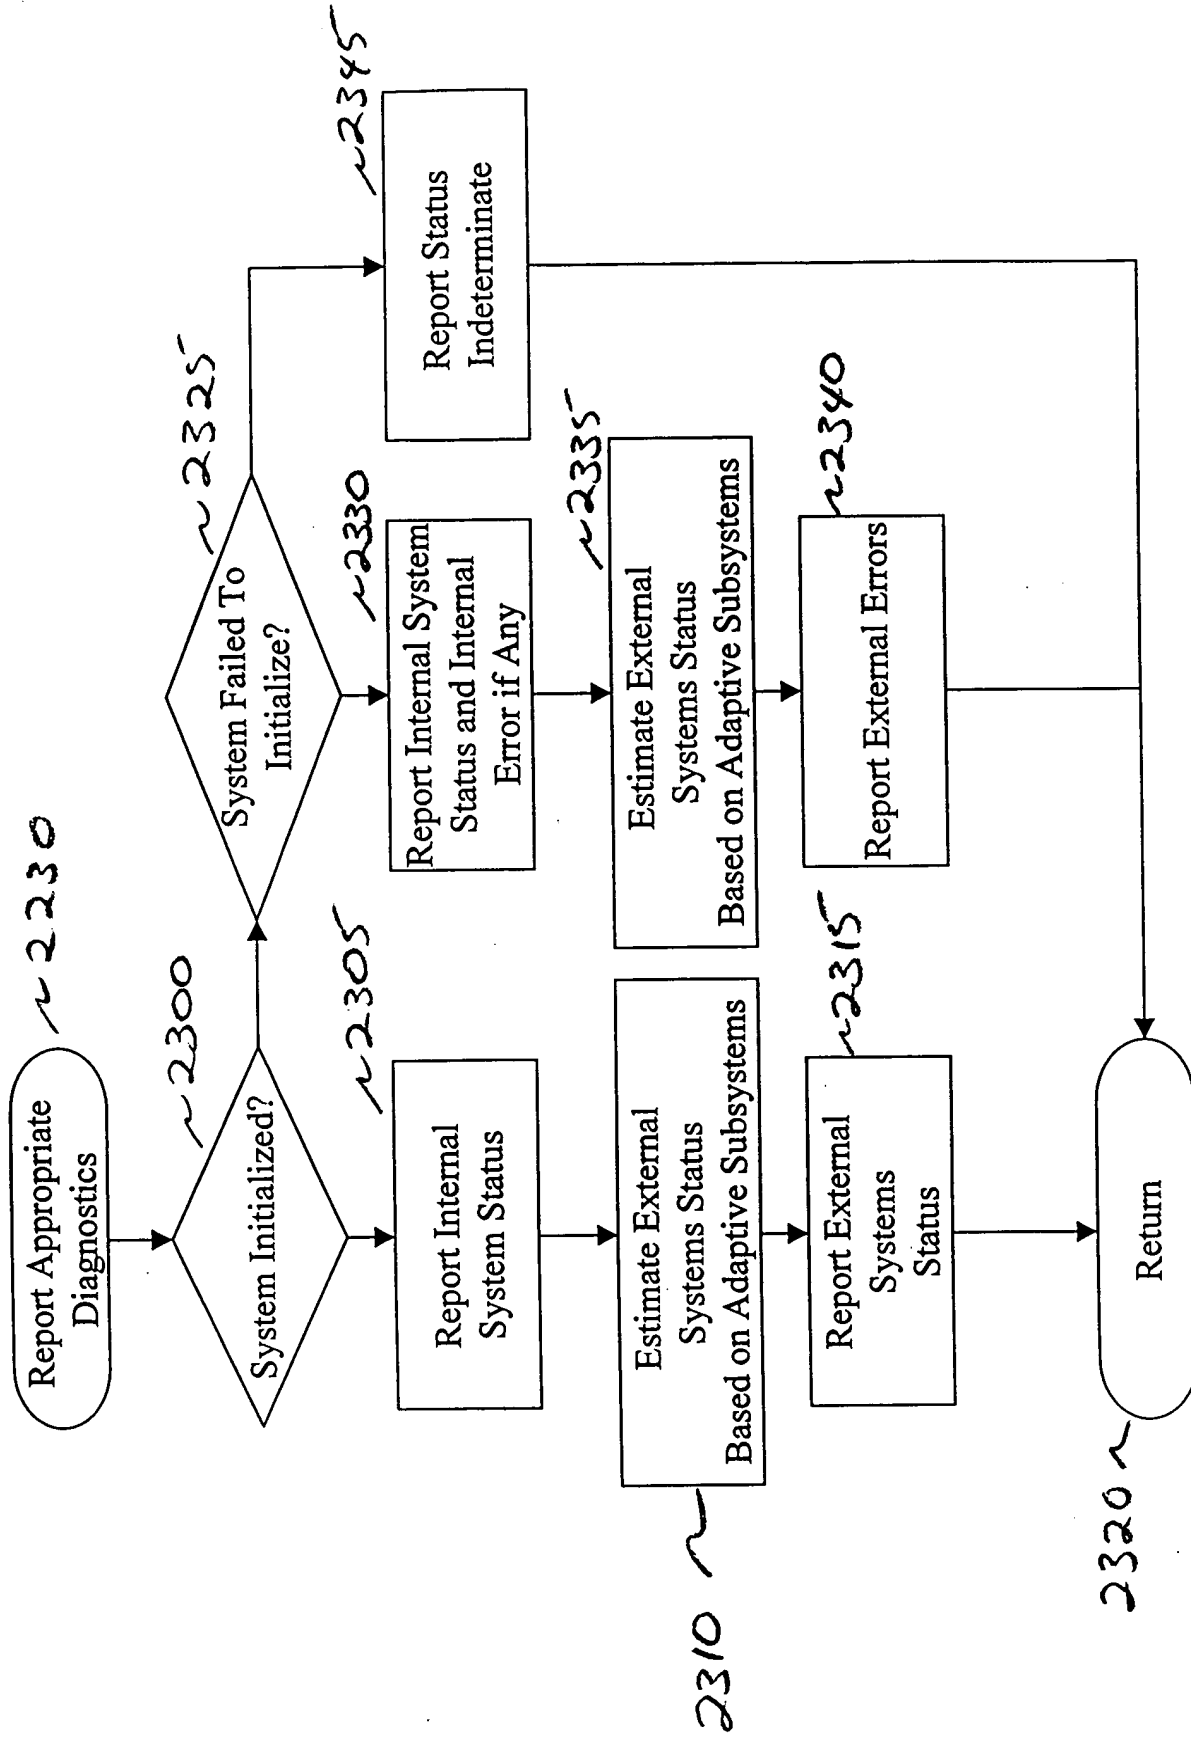 Report Appropriate
Diagnostics
~2230
System Initialized?
~2300
Report Internal
System Status
~2305
Estimate External
Systems Status
Based on Adaptive Subsystems
2310~
Report External
Systems
Status
~2315
Return
2320~
System Failed To
Initialize?
~2325
Report Internal System
Status and Internal
Error if Any
~2330
Estimate External
Systems Status
Based on Adaptive Subsystems
~2335
Report External Errors
~2340
Report Status
Indeterminate
~2345